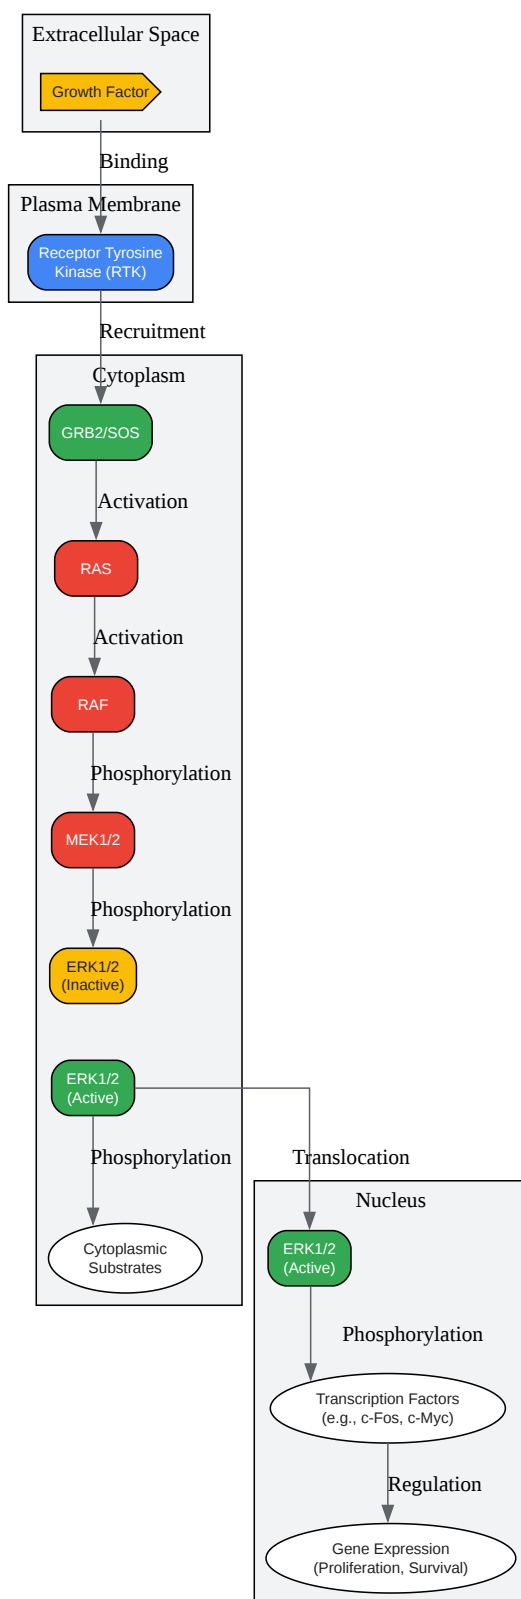 Extracellular Space
Growth Factor
Binding
Plasma Membrane
Receptor Tyrosine
Kinase (RTK)
Recruitment
Cytoplasm
GRB2/SOS
Activation
RAS
Activation
RAF
Phosphorylation
MEK1/2
Phosphorylation
ERK1/2
(Inactive)
ERK1/2
(Active)
Phosphorylation
Translocation
Cytoplasmic
Substrates
Nucleus
ERK1/2
(Active)
Phosphorylation
Transcription Factors
(e.g., c-Fos, c-Myc)
Regulation
Gene Expression
(Proliferation, Survival)